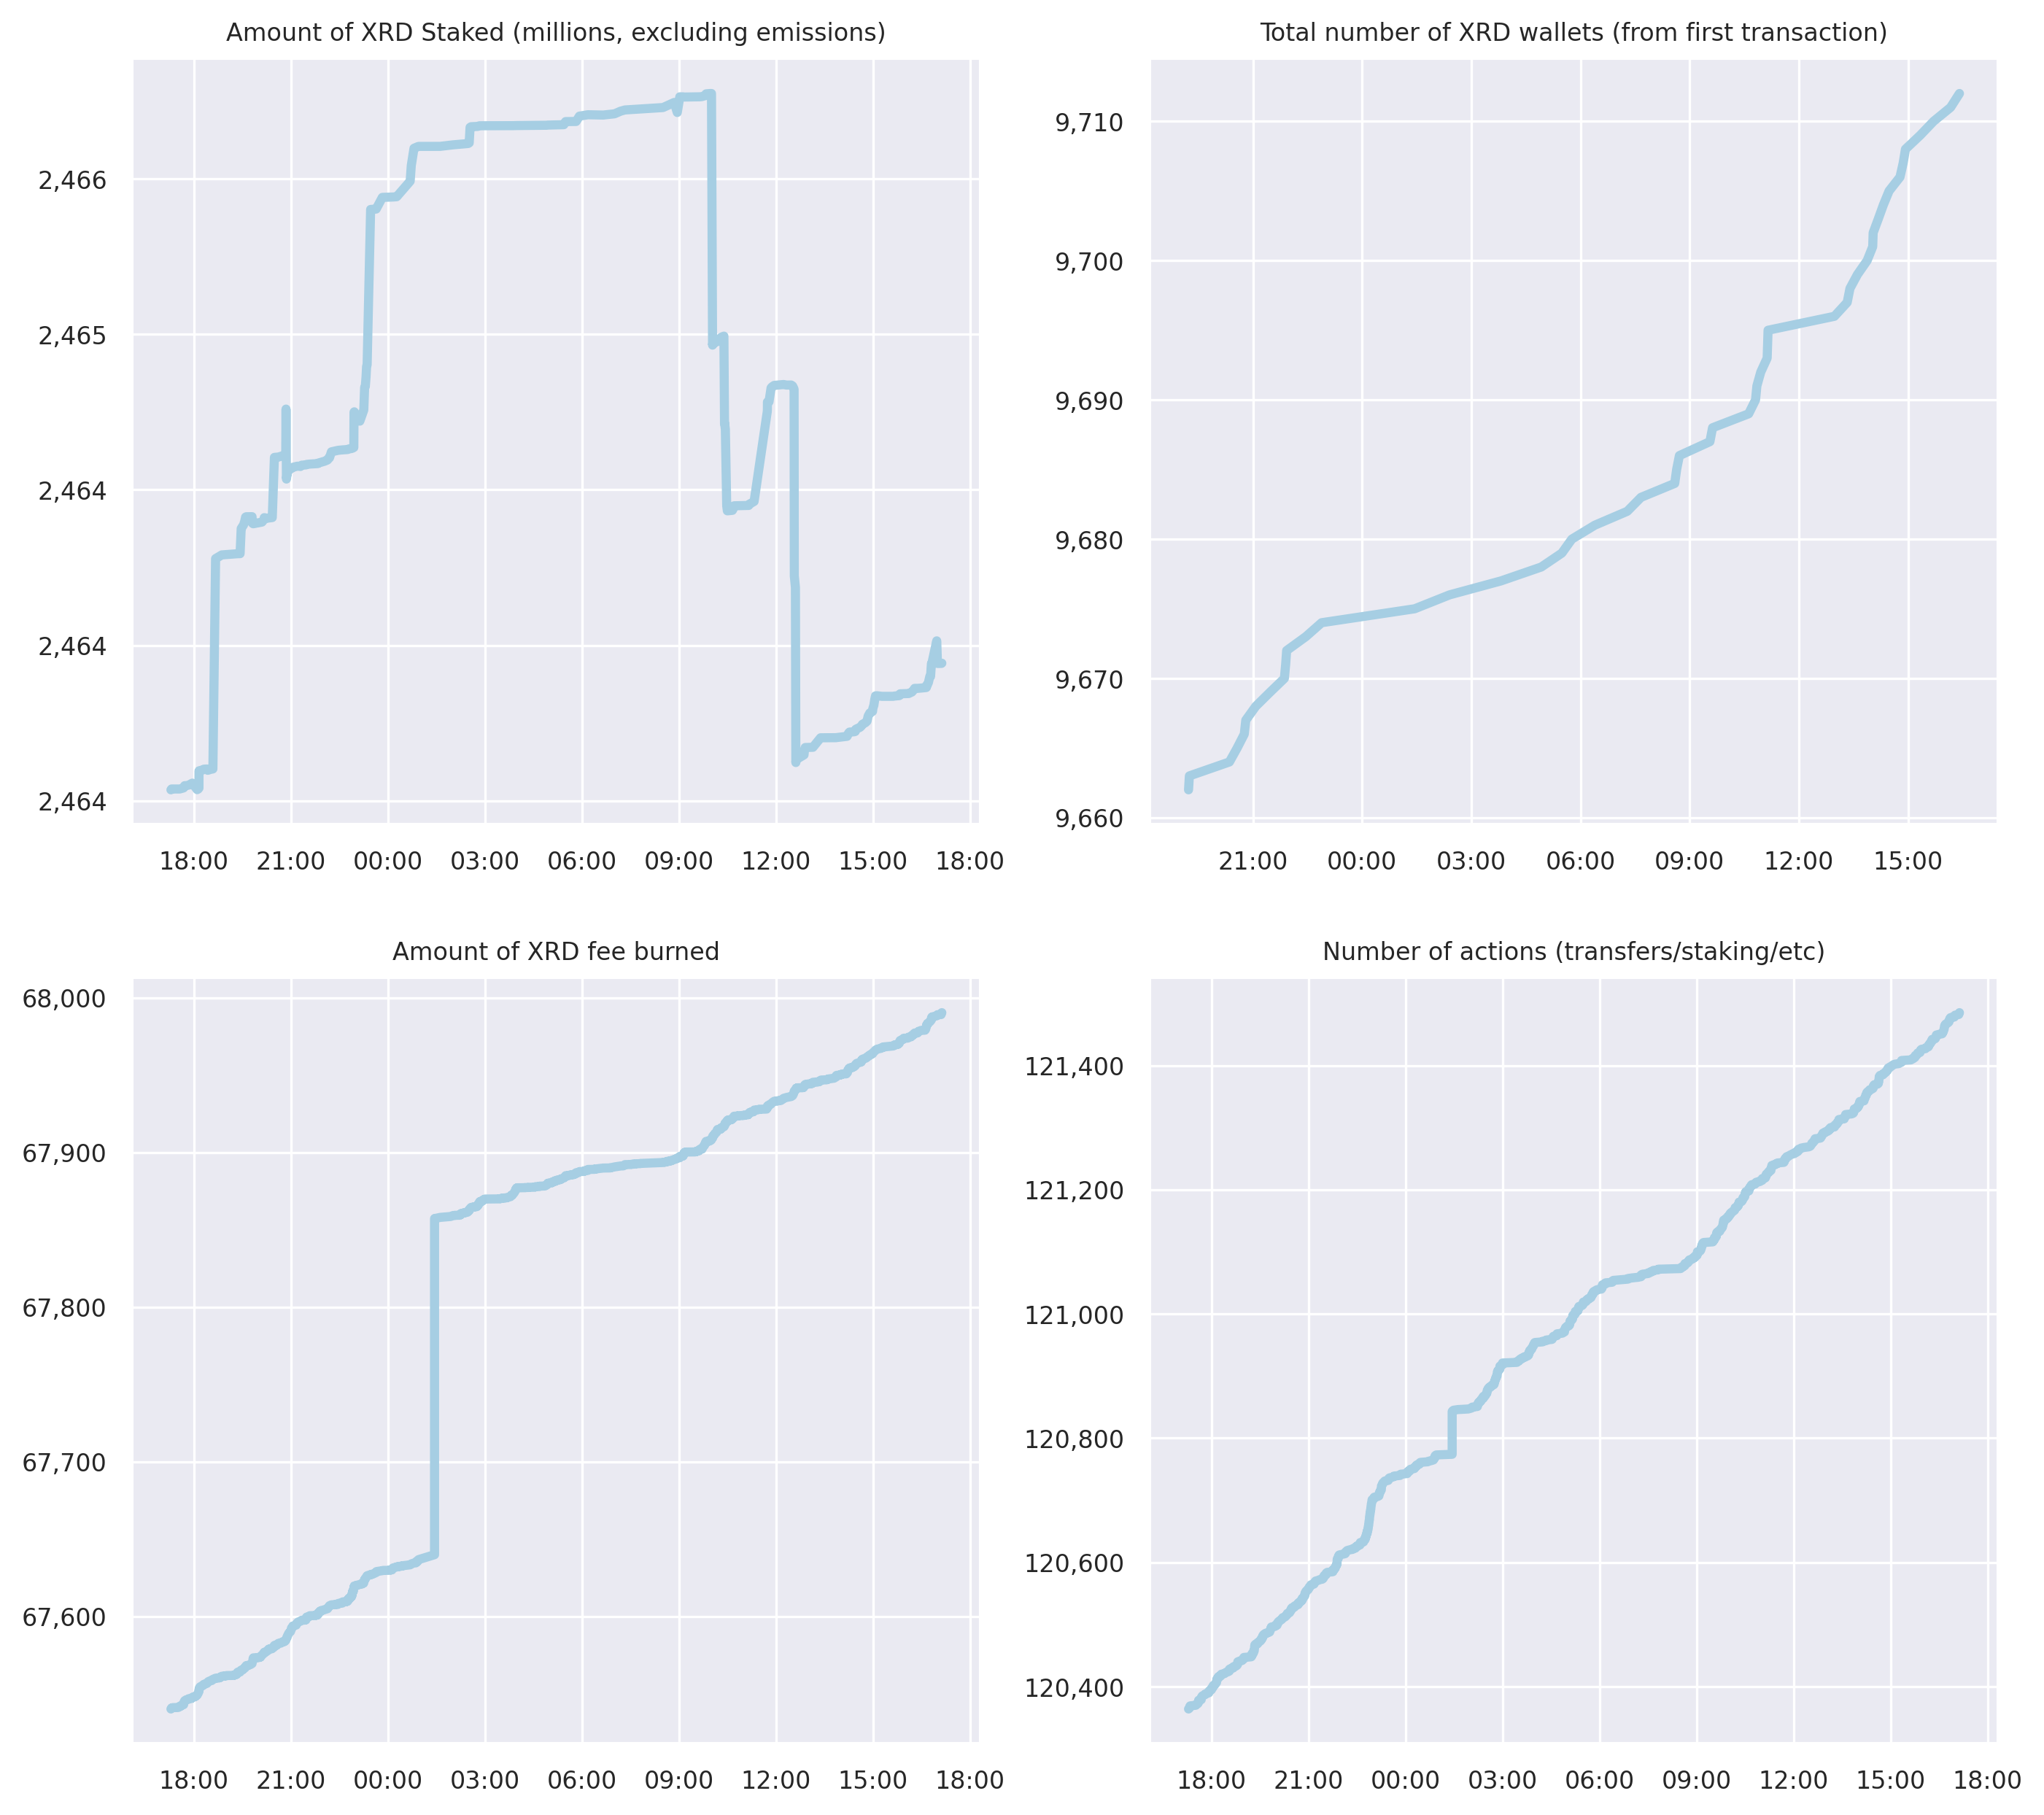 Amount of XRD Staked (millions, excluding emissions)
2,466
2,465
2,464
2,464
2,464
18:00 21:00 00:00 03:00 06:00 09:00 12:00 15:00 18:00
Total number of XRD wallets (from first transaction)
9,710
9,700
9,690
9,680
9,670
9,660
21:00 00:00 03:00 06:00 09:00 12:00 15:00
Amount of XRD fee burned
68,000
67,900
67,800
67,700
67,600
18:00 21:00 00:00 03:00 06:00 09:00 12:00 15:00 18:00
Number of actions (transfers/staking/etc)
121,400
121,200
121,000
120,800
120,600
120,400
18:00 21:00 00:00 03:00 06:00 09:00 12:00 15:00 18:00